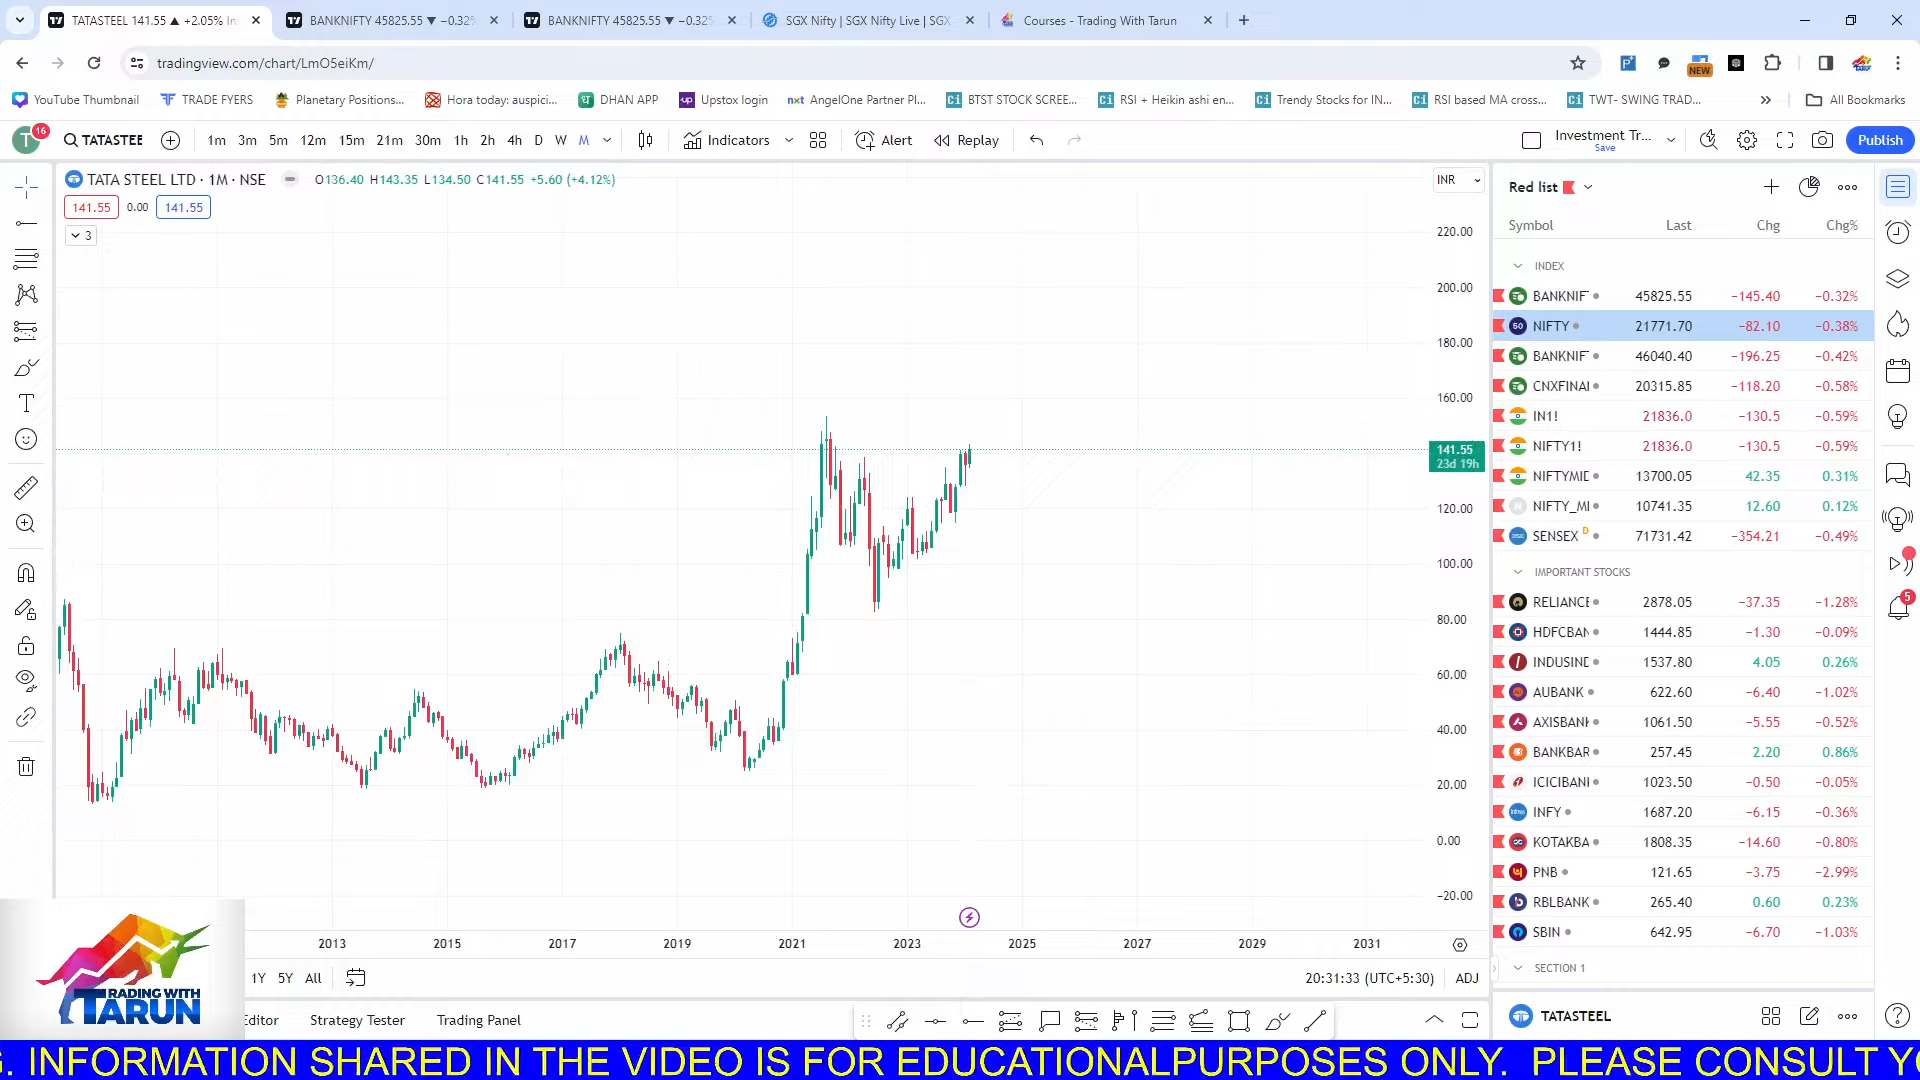 TATASTEEL 141.55 ▲ +2.05% In
BANKNIFTY 45825.55 ▼ −0.32%
BANKNIFTY 45825.55 ▼ −0.32%
SGX Nifty | SGX Nifty Live | SGX
Courses - Trading With Tarun
tradingview.com/chart/LmO5eiKm/
NEW
YouTube Thumbnail
TRADE FYERS
Planetary Positions...
Hora today: auspici...
DHAN APP
Upstox login
AngelOne Partner Pl...
BTST STOCK SCREE...
RSI + Heikin ashi en...
Trendy Stocks for IN...
RSI based MA cross...
TWT- SWING TRAD...
All Bookmarks
T 16
TATASTEE
1m 3m 5m 12m 15m 21m 30m 1h 2h 4h D W M
Indicators
Alert
Replay
Investment Tr...
Save
Publish
TATA STEEL LTD · 1M · NSE
O136.40 H143.35 L134.50 C141.55 +5.60 (+4.12%)
141.55 0.00 141.55
3
INR
220.00
200.00
180.00
160.00
141.55
23d 19h
120.00
100.00
80.00
60.00
40.00
20.00
0.00
−20.00
2013 2015 2017 2019 2021 2023 2025 2027 2029 2031
1Y 5Y All
20:31:33 (UTC+5:30) ADJ
Editor
Strategy Tester
Trading Panel
Red list
Symbol Last Chg Chg%
INDEX
BANKNIF 45825.55 −145.40 −0.32%
NIFTY 21771.70 −82.10 −0.38%
BANKNIF 46040.40 −196.25 −0.42%
CNXFINAI 20315.85 −118.20 −0.58%
IN1! 21836.0 −130.5 −0.59%
NIFTY1! 21836.0 −130.5 −0.59%
NIFTYMID 13700.05 42.35 0.31%
NIFTY_MI 10741.35 12.60 0.12%
SENSEX D 71731.42 −354.21 −0.49%
IMPORTANT STOCKS
RELIANCE 2878.05 −37.35 −1.28%
HDFCBAN 1444.85 −1.30 −0.09%
INDUSIND 1537.80 4.05 0.26%
AUBANK 622.60 −6.40 −1.02%
AXISBANK 1061.50 −5.55 −0.52%
BANKBAR 257.45 2.20 0.86%
ICICIBANI 1023.50 −0.50 −0.05%
INFY 1687.20 −6.15 −0.36%
KOTAKBA 1808.35 −14.60 −0.80%
PNB 121.65 −3.75 −2.99%
RBLBANK 265.40 0.60 0.23%
SBIN 642.95 −6.70 −1.03%
SECTION 1
TATASTEEL
5
TRADING WITH
TARUN
G. INFORMATION SHARED IN THE VIDEO IS FOR EDUCATIONALPURPOSES ONLY. PLEASE CONSULT YO